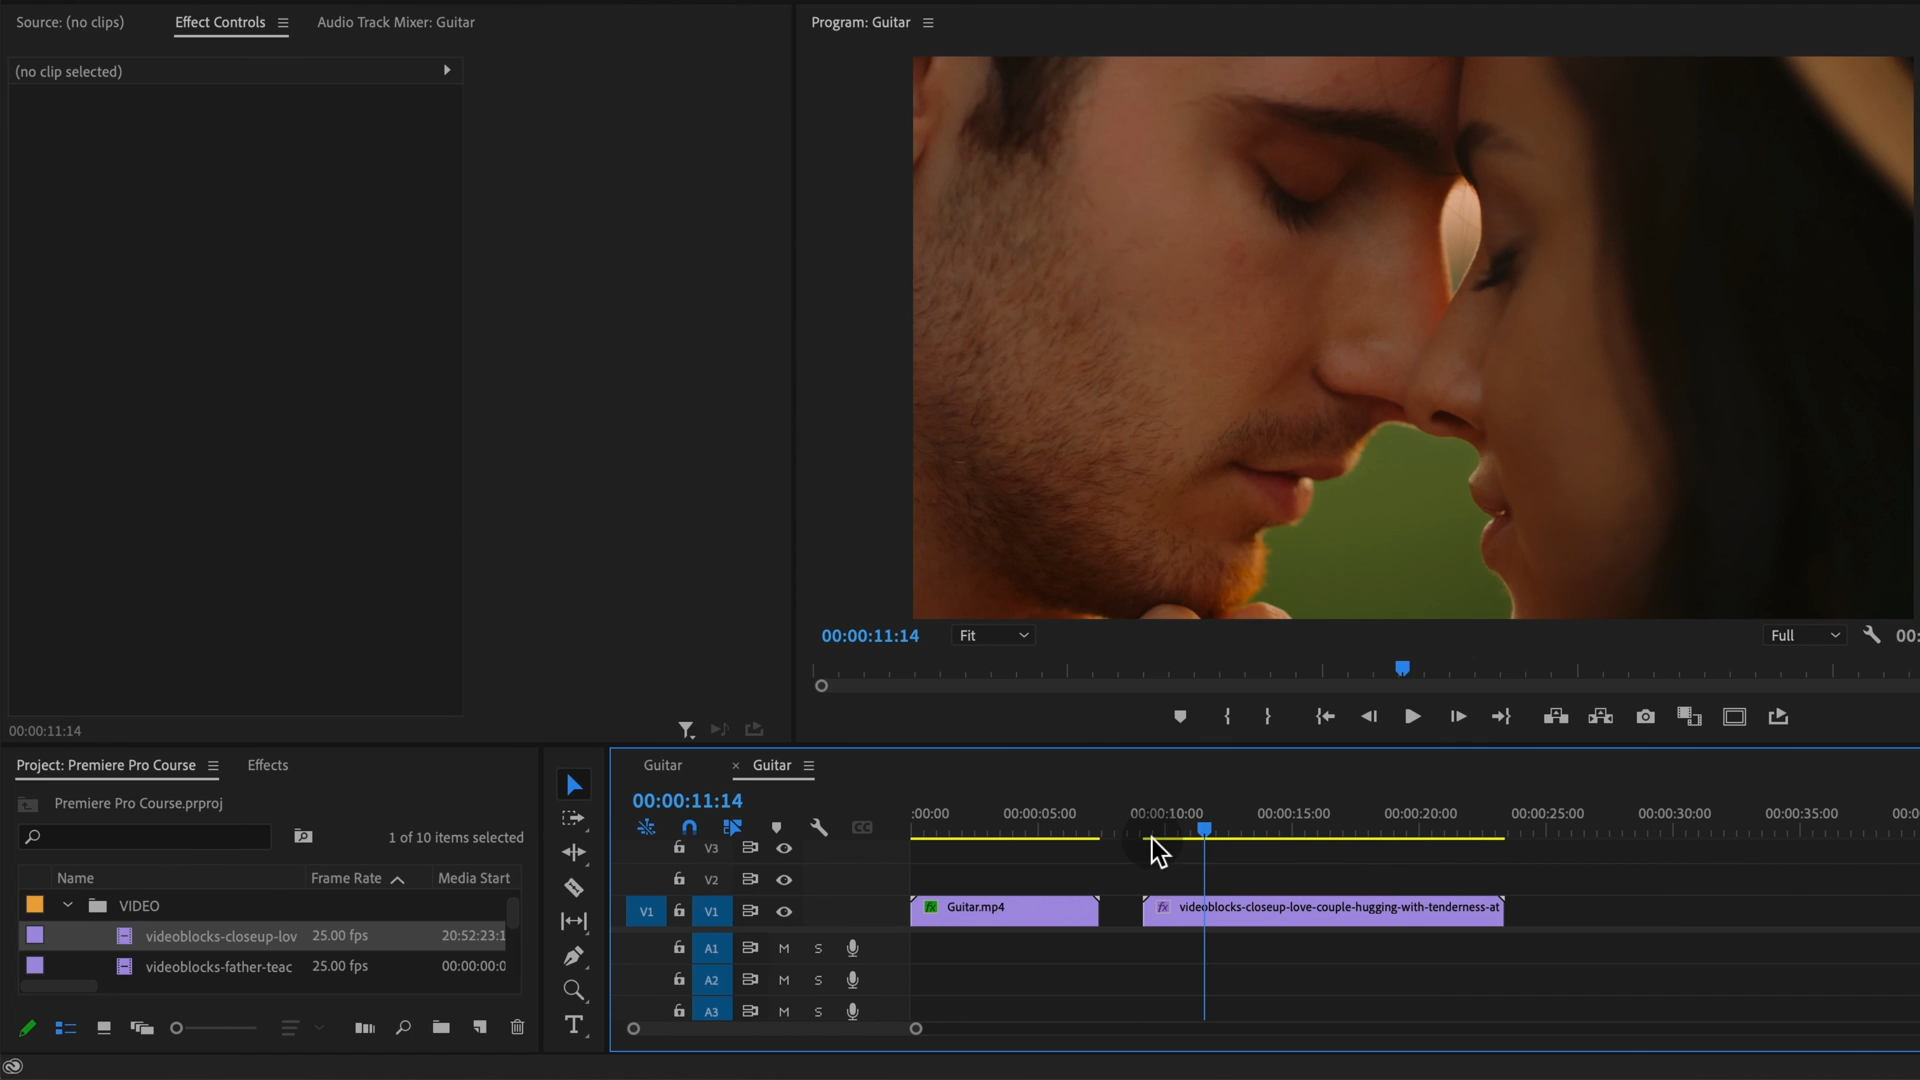 Source: (no clips)
Effect Controls
Audio Track Mixer: Guitar
(no clip selected)
00:00:11:14
Program: Guitar
00:00:11:14
Fit
Full
00:
Project: Premiere Pro Course
Effects
Premiere Pro Course.prproj
1 of 10 items selected
Name
Frame Rate
Media Start
VIDEO
videoblocks-closeup-lov
25.00 fps
20:52:23:1
videoblocks-father-teac
25.00 fps
00:00:00:0
T
Guitar
× Guitar
00:00:11:14
CC
:00:00
00:00:05:00
00:00:10:00
00:00:15:00
00:00:20:00
00:00:25:00
00:00:30:00
00:00:35:00
00:0
V3
V2
V1
V1
fx Guitar.mp4
fx videoblocks-closeup-love-couple-hugging-with-tenderness-at
A1 M S
A2 M S
A3 M S